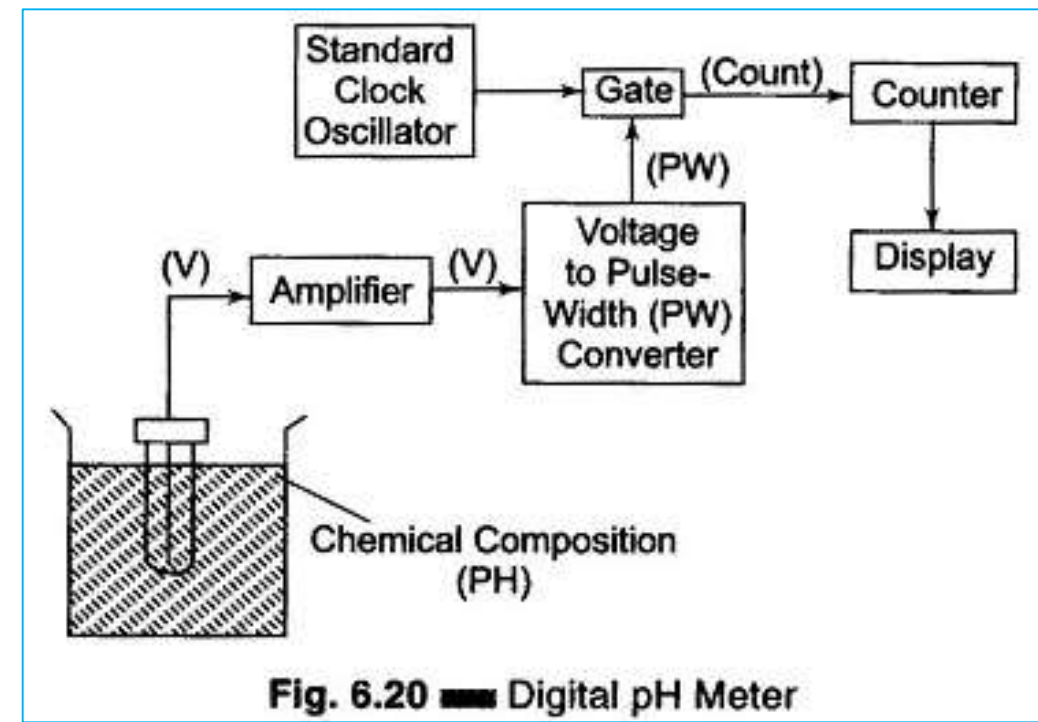 Standard
Clock
Oscillator
Gate
(Count)
Counter
(PW)
Display
(V)
Amplifier
(V)
Voltage
to Pulse-
Width (PW)
Converter
Chemical Composition
(PH)
Fig. 6.20 Digital pH Meter